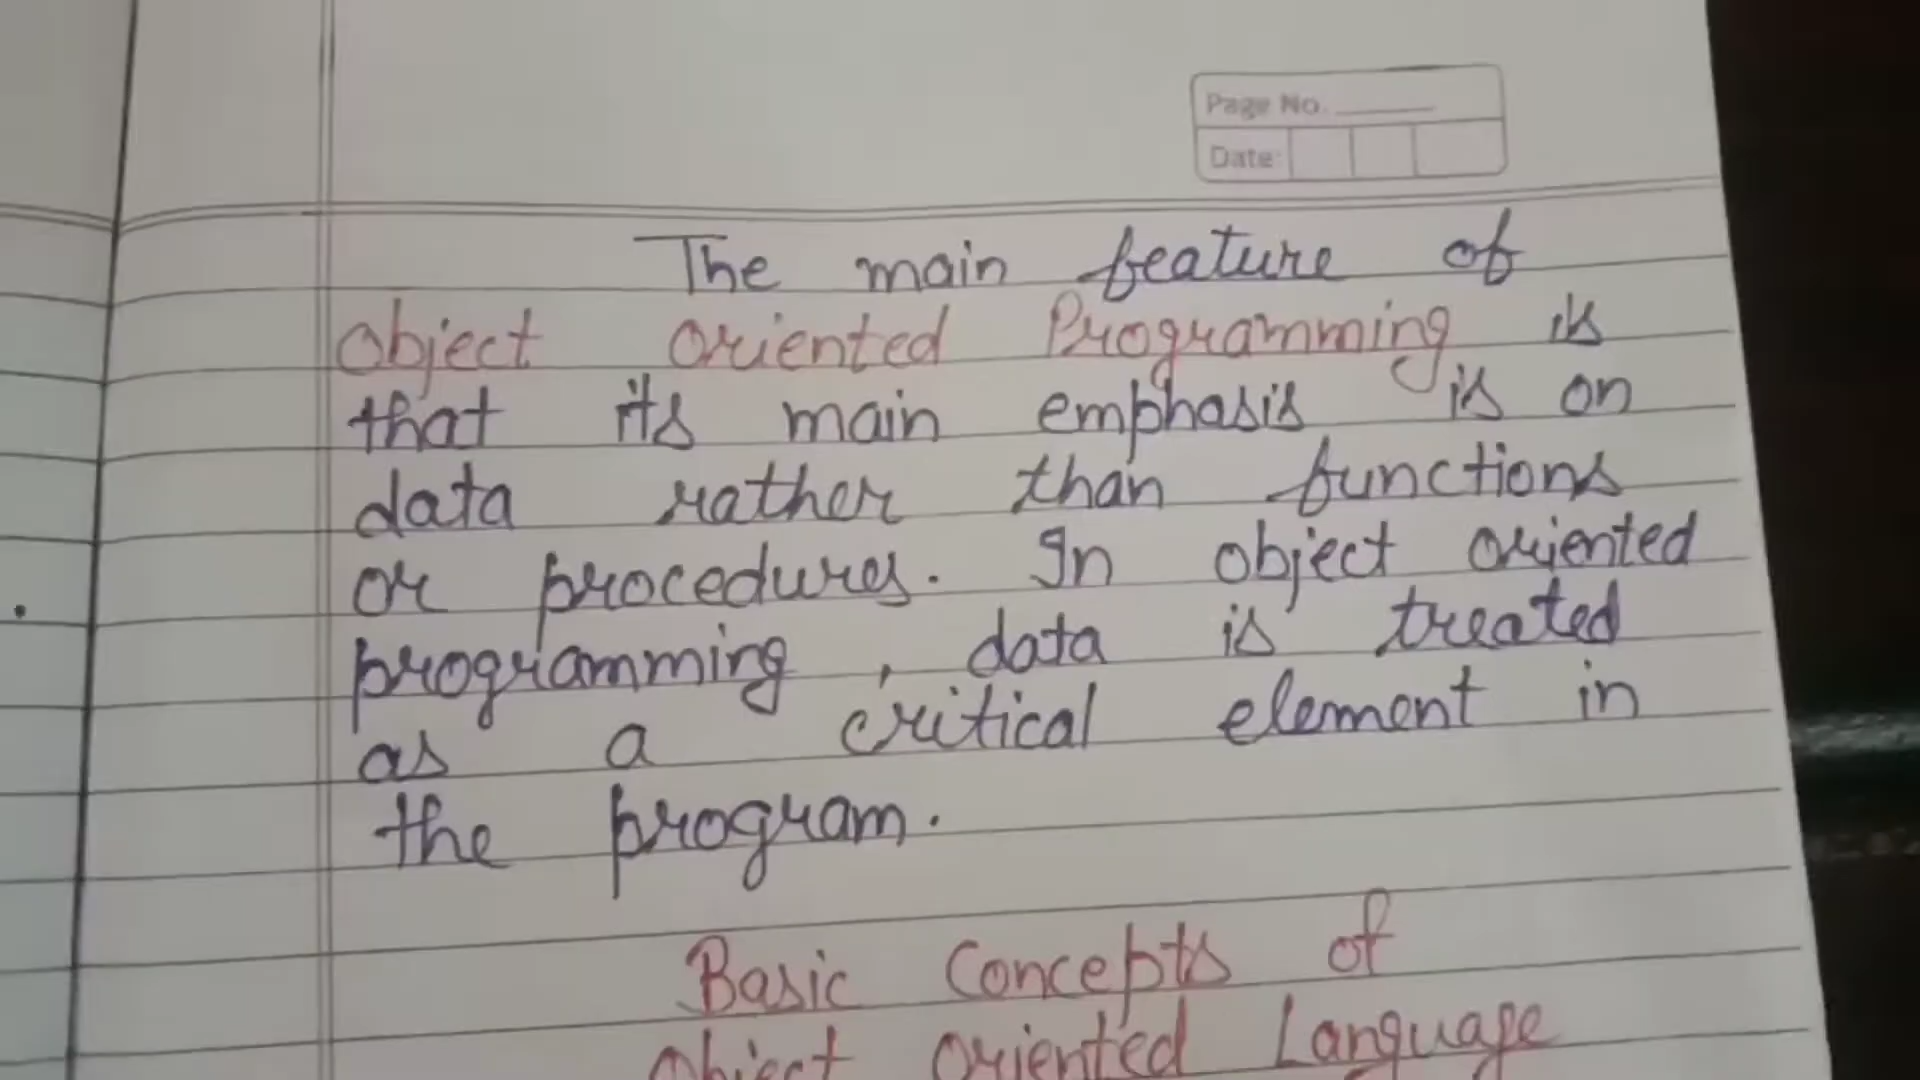 Page No.
Date:
The main feature of
Object Oriented Programming is
that its main emphasis is on
data rather than functions
or procedures. In object oriented
programming, data is treated
as a critical element in
the program.
Basic Concepts of
Object Oriented Language